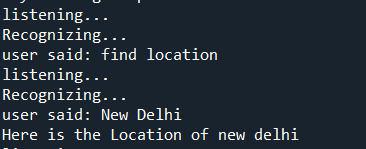 listening...
Recognizing...
user said: find location
listening...
Recognizing...
user said: New Delhi
Here is the Location of new delhi